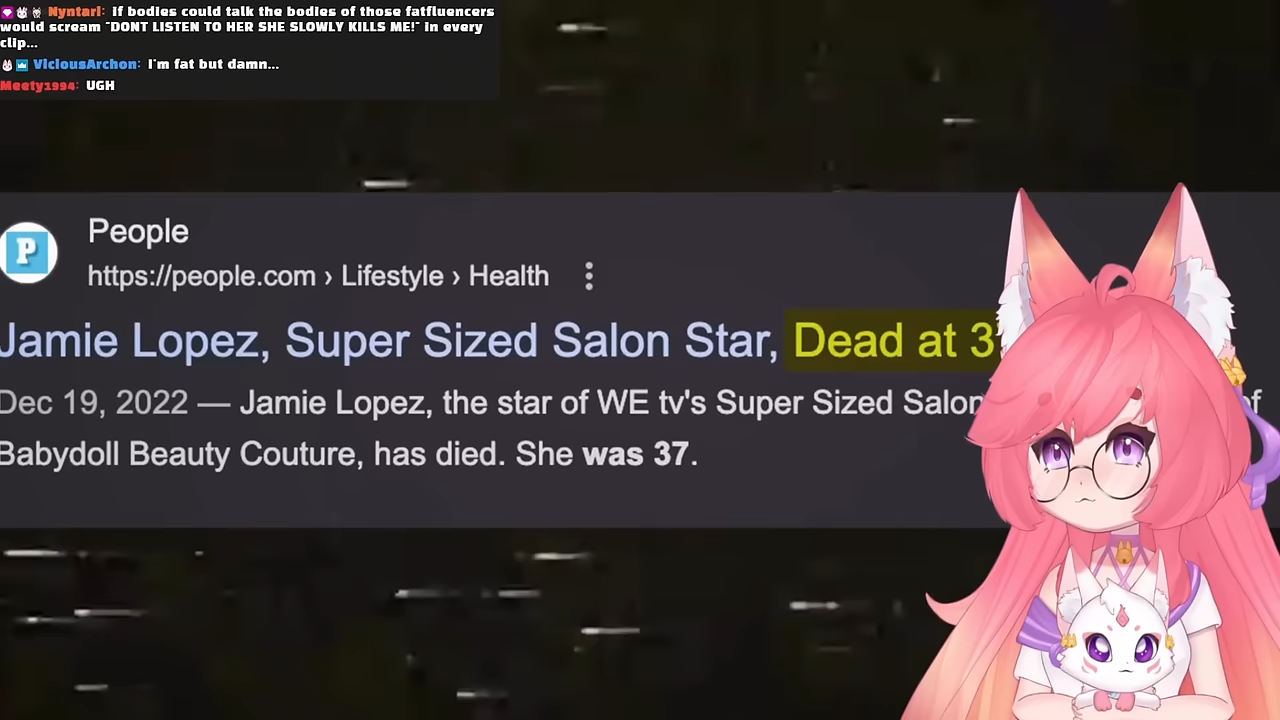 Nyntari: if bodies could talk the bodies of those fatfluencers
would scream "DONT LISTEN TO HER SHE SLOWLY KILLS ME!" in every
clip...
ViciousArchon: I'm fat but damn...
Meety1994: UGH
P
People
https://people.com › Lifestyle › Health
Jamie Lopez, Super Sized Salon Star, Dead at 3
Dec 19, 2022 — Jamie Lopez, the star of WE tv's Super Sized Salon of
Babydoll Beauty Couture, has died. She was 37.